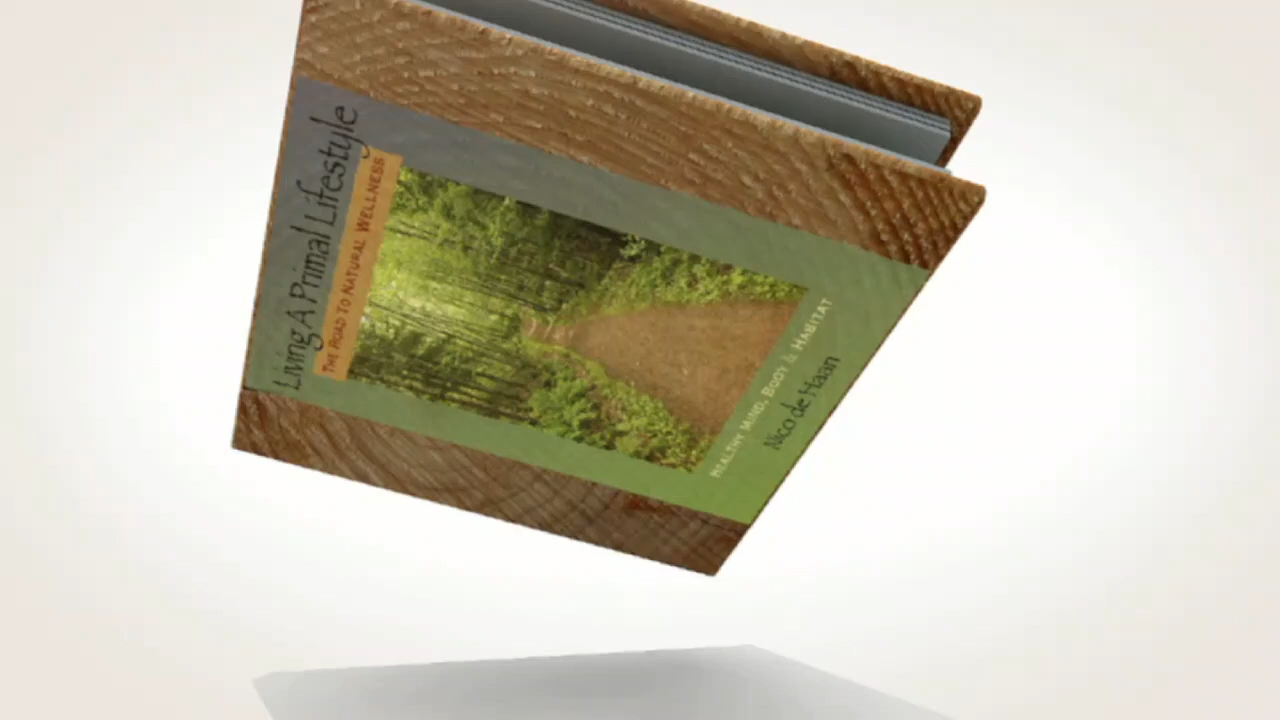 Living A Primal Lifestyle
THE ROAD TO NATURAL WELLNESS
HEALTHY MIND, BODY & HABITAT
Nico de Haan